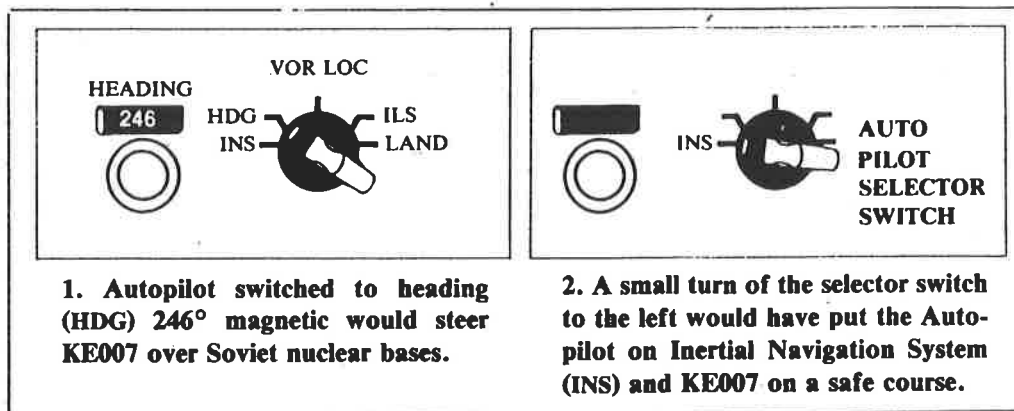 VOR LOC
HEADING
246
HDG
ILS
INS
LAND
1. Autopilot switched to heading
(HDG) 246° magnetic would steer
KE007 over Soviet nuclear bases.
INS
AUTO
PILOT
SELECTOR
SWITCH
2. A small turn of the selector switch
to the left would have put the Auto-
pilot on Inertial Navigation System
(INS) and KE007 on a safe course.